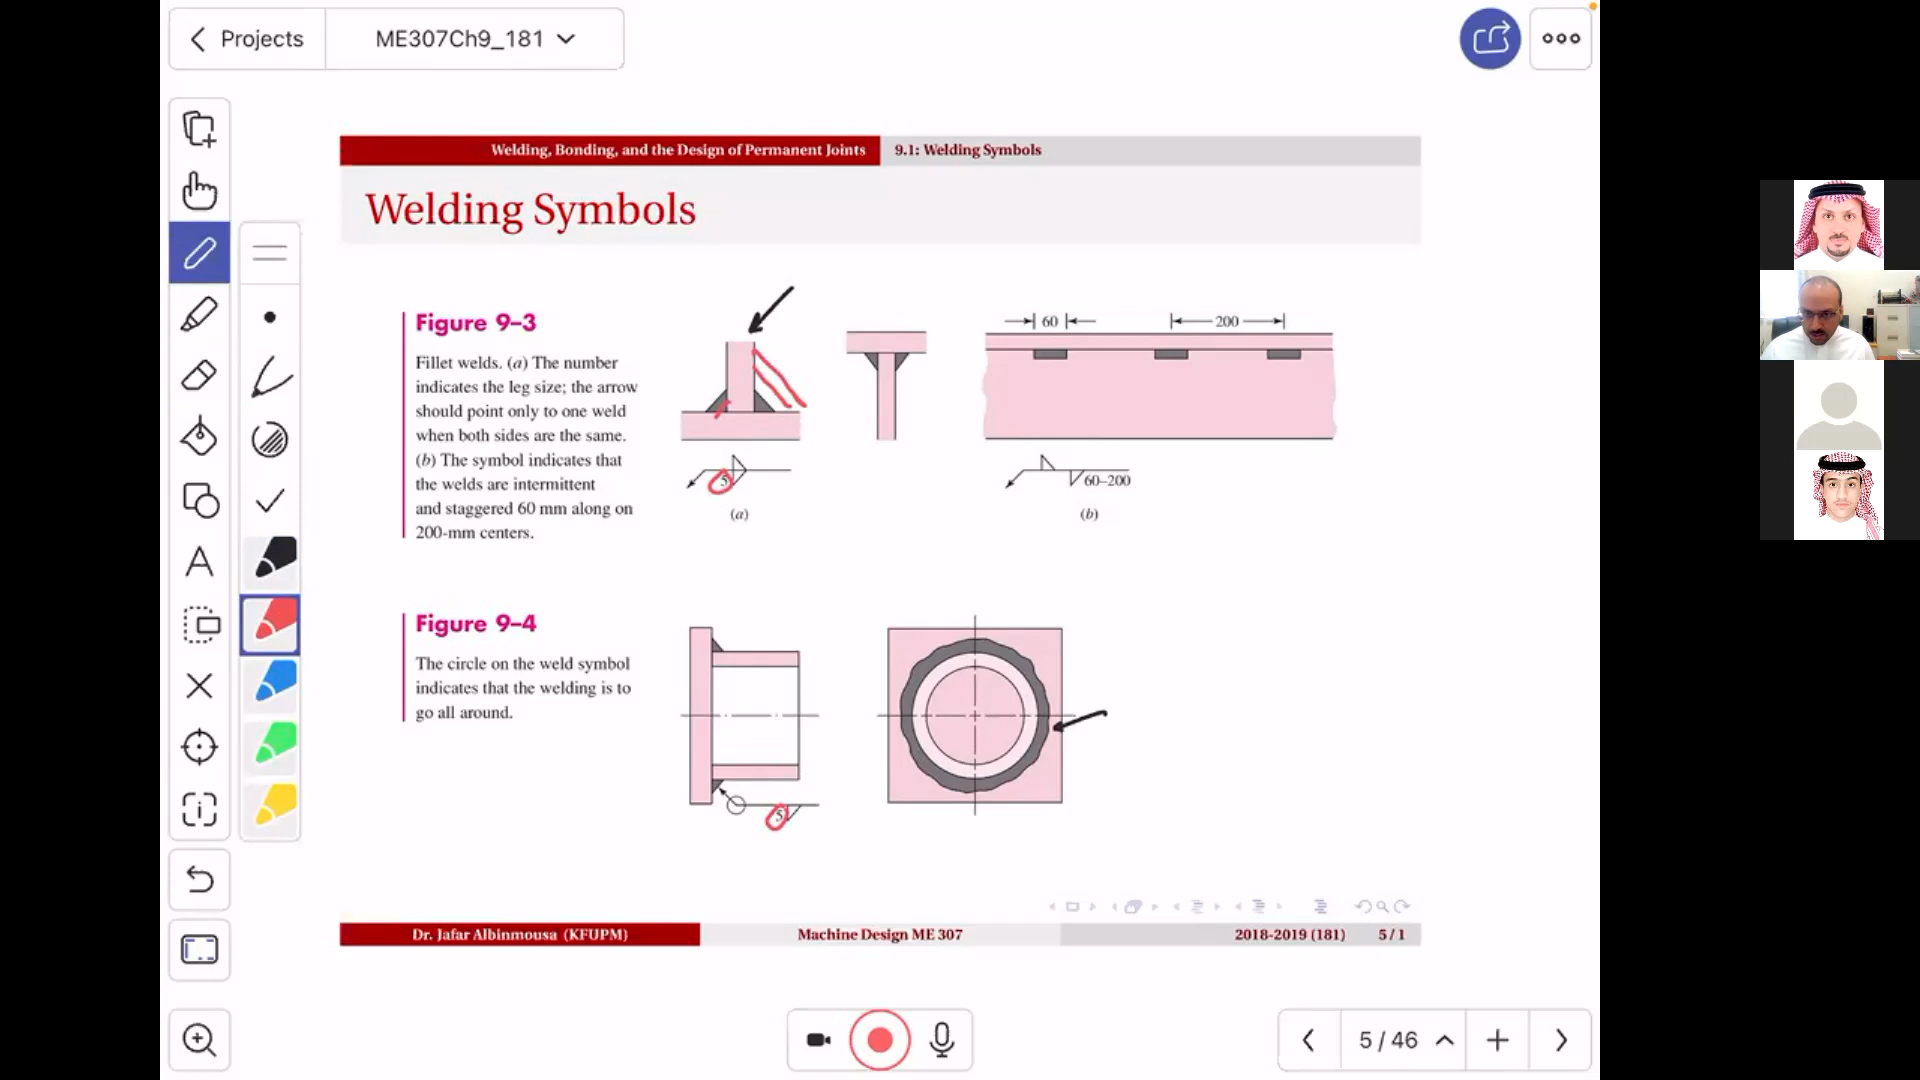 Projects
ME307Ch9_181
Welding, Bonding, and the Design of Permanent Joints
9.1: Welding Symbols
Welding Symbols
Figure 9–3
Fillet welds. (a) The number
indicates the leg size; the arrow
should point only to one weld
when both sides are the same.
(b) The symbol indicates that
the welds are intermittent
and staggered 60 mm along on
200-mm centers.
5
(a)
60
200
60–200
(b)
Figure 9–4
The circle on the weld symbol
indicates that the welding is to
go all around.
5
Dr. Jafar Albinmousa (KFUPM)
Machine Design ME 307
2018-2019 (181)
5 / 1
5 / 46